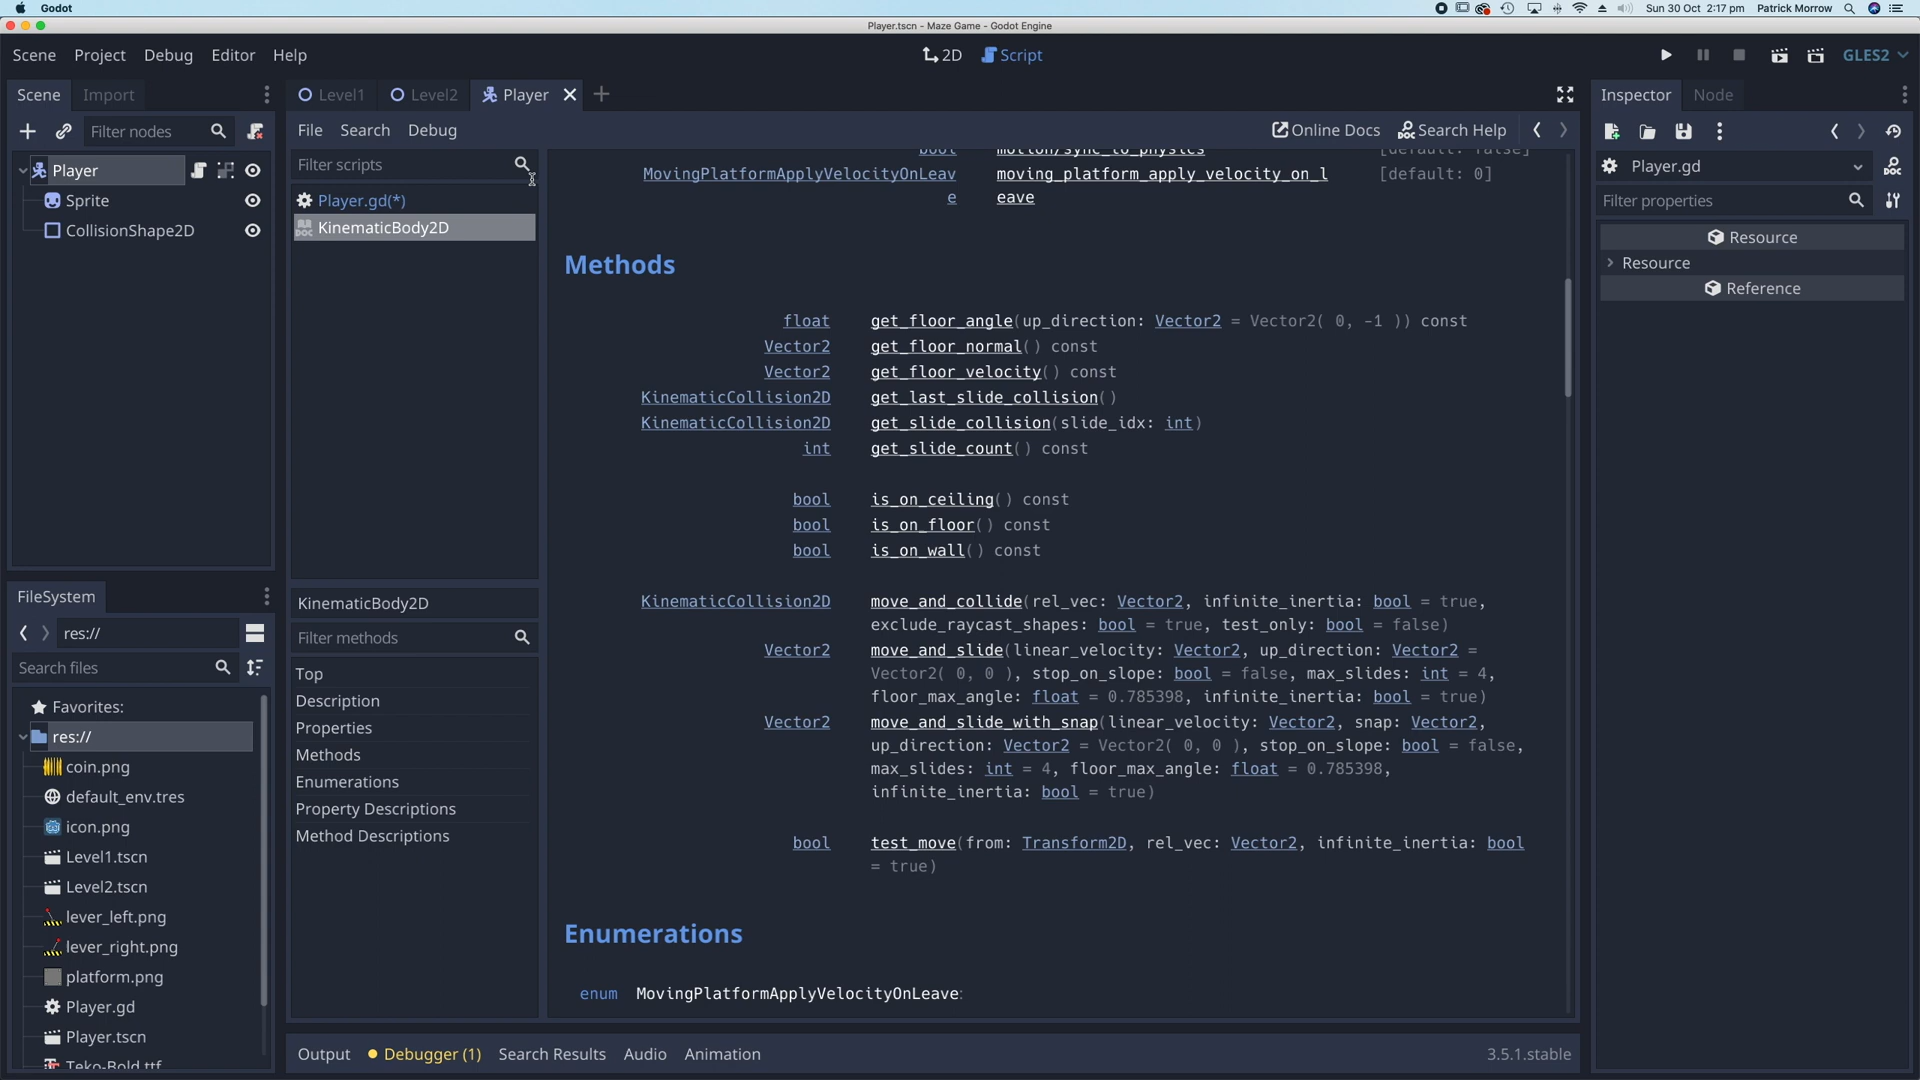 Godot
Sun 30 Oct 2:17 pm Patrick Morrow
Player.tscn - Maze Game - Godot Engine
Scene Project Debug Editor Help
2D Script
GLES2
Scene Import
Level1 Level2 Player
Inspector Node
Filter nodes
File Search Debug
Online Docs Search Help
Filter scripts
Player
Sprite
CollisionShape2D
Player.gd(*)
KinematicBody2D
bool motion/sync_to_physics [default: false]
MovingPlatformApplyVelocityOnLeav moving_platform_apply_velocity_on_l [default: 0]
e eave
Methods
float get_floor_angle(up_direction: Vector2 = Vector2( 0, -1 )) const
Vector2 get_floor_normal() const
Vector2 get_floor_velocity() const
KinematicCollision2D get_last_slide_collision()
KinematicCollision2D get_slide_collision(slide_idx: int)
int get_slide_count() const
bool is_on_ceiling() const
bool is_on_floor() const
bool is_on_wall() const
KinematicCollision2D move_and_collide(rel_vec: Vector2, infinite_inertia: bool = true,
exclude_raycast_shapes: bool = true, test_only: bool = false)
Vector2 move_and_slide(linear_velocity: Vector2, up_direction: Vector2 =
Vector2( 0, 0 ), stop_on_slope: bool = false, max_slides: int = 4,
floor_max_angle: float = 0.785398, infinite_inertia: bool = true)
Vector2 move_and_slide_with_snap(linear_velocity: Vector2, snap: Vector2,
up_direction: Vector2 = Vector2( 0, 0 ), stop_on_slope: bool = false,
max_slides: int = 4, floor_max_angle: float = 0.785398,
infinite_inertia: bool = true)
bool test_move(from: Transform2D, rel_vec: Vector2, infinite_inertia: bool
= true)
Enumerations
enum MovingPlatformApplyVelocityOnLeave:
KinematicBody2D
Filter methods
Top
Description
Properties
Methods
Enumerations
Property Descriptions
Method Descriptions
FileSystem
res://
Search files
Favorites:
res://
coin.png
default_env.tres
icon.png
Level1.tscn
Level2.tscn
lever_left.png
lever_right.png
platform.png
Player.gd
Player.tscn
Teko-Bold.ttf
Player.gd
Filter properties
Resource
Resource
Reference
Output Debugger (1) Search Results Audio Animation
3.5.1.stable